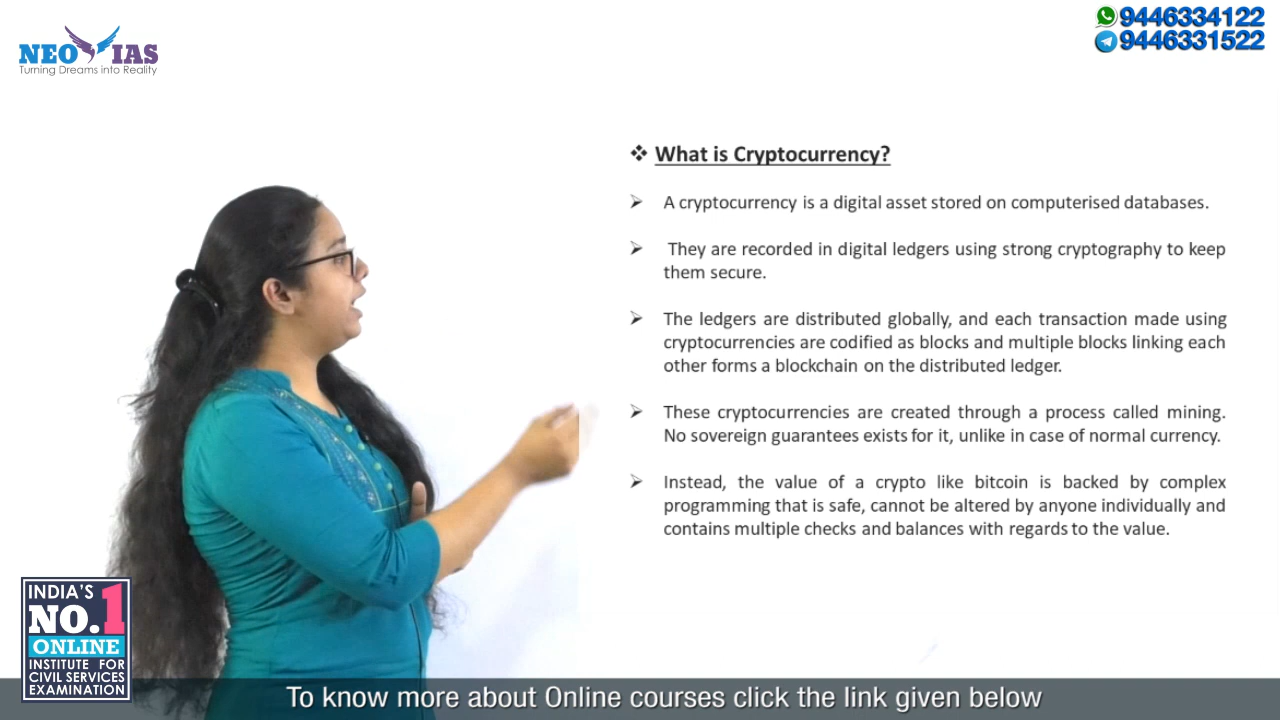 NEO IAS
Turning Dreams into Reality
9446334122
9446331522
❖ What is Cryptocurrency?
➢ A cryptocurrency is a digital asset stored on computerised databases.
➢ They are recorded in digital ledgers using strong cryptography to keep
them secure.
➢ The ledgers are distributed globally, and each transaction made using
cryptocurrencies are codified as blocks and multiple blocks linking each
other forms a blockchain on the distributed ledger.
➢ These cryptocurrencies are created through a process called mining.
No sovereign guarantees exists for it, unlike in case of normal currency.
➢ Instead, the value of a crypto like bitcoin is backed by complex
programming that is safe, cannot be altered by anyone individually and
contains multiple checks and balances with regards to the value.
INDIA'S
NO.1
ONLINE
INSTITUTE FOR
CIVIL SERVICES
EXAMINATION
To know more about Online courses click the link given below